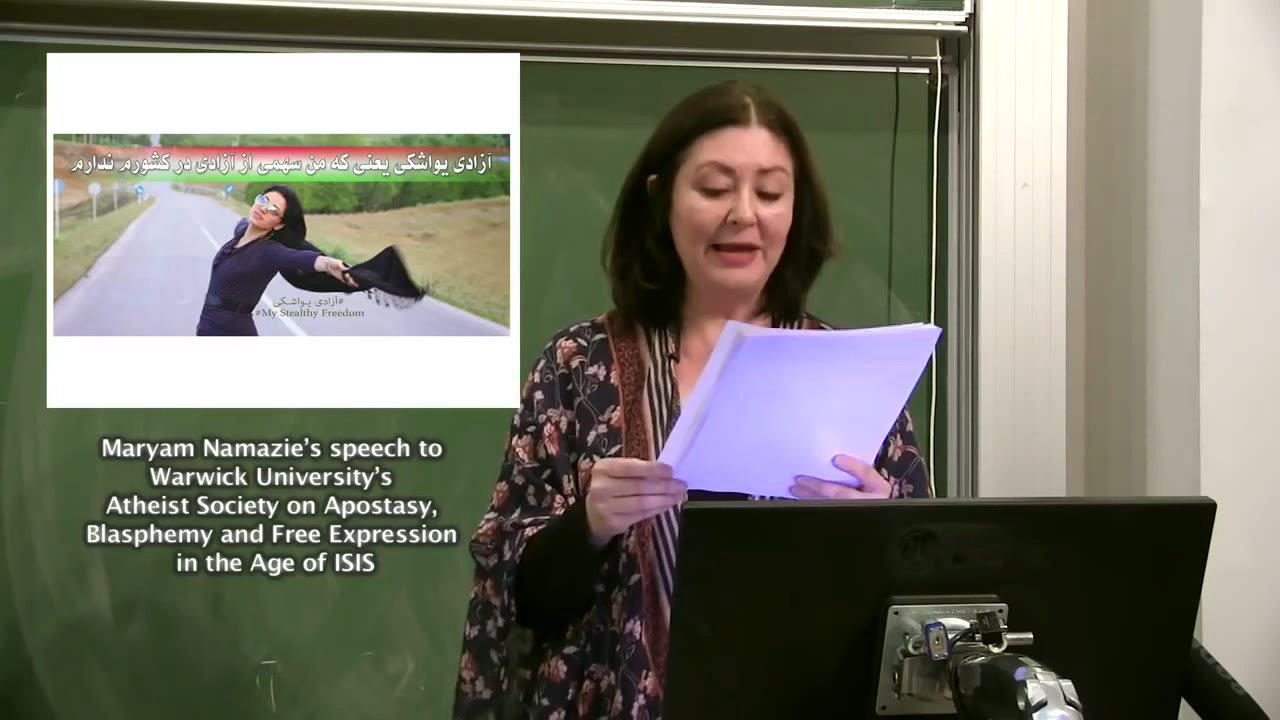 آزادی یواشکی یعنی که من سهمی از آزادی در کشورم ندارم
#آزادی یواشکی
#My Stealthy Freedom
Maryam Namazie's speech to
Warwick University's
Atheist Society on Apostasy,
Blasphemy and Free Expression
in the Age of ISIS